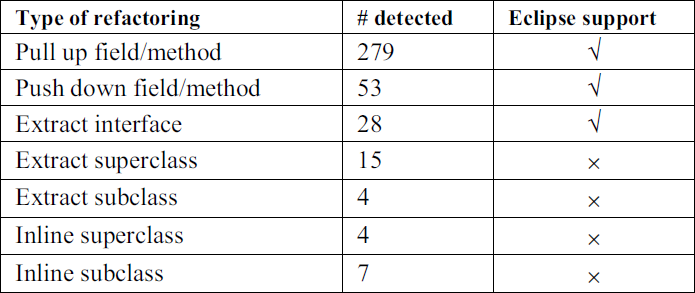 Type of refactoring # detected Eclipse support
Pull up field/method 279 √
Push down field/method 53 √
Extract interface 28 √
Extract superclass 15 ×
Extract subclass 4 ×
Inline superclass 4 ×
Inline subclass 7 ×